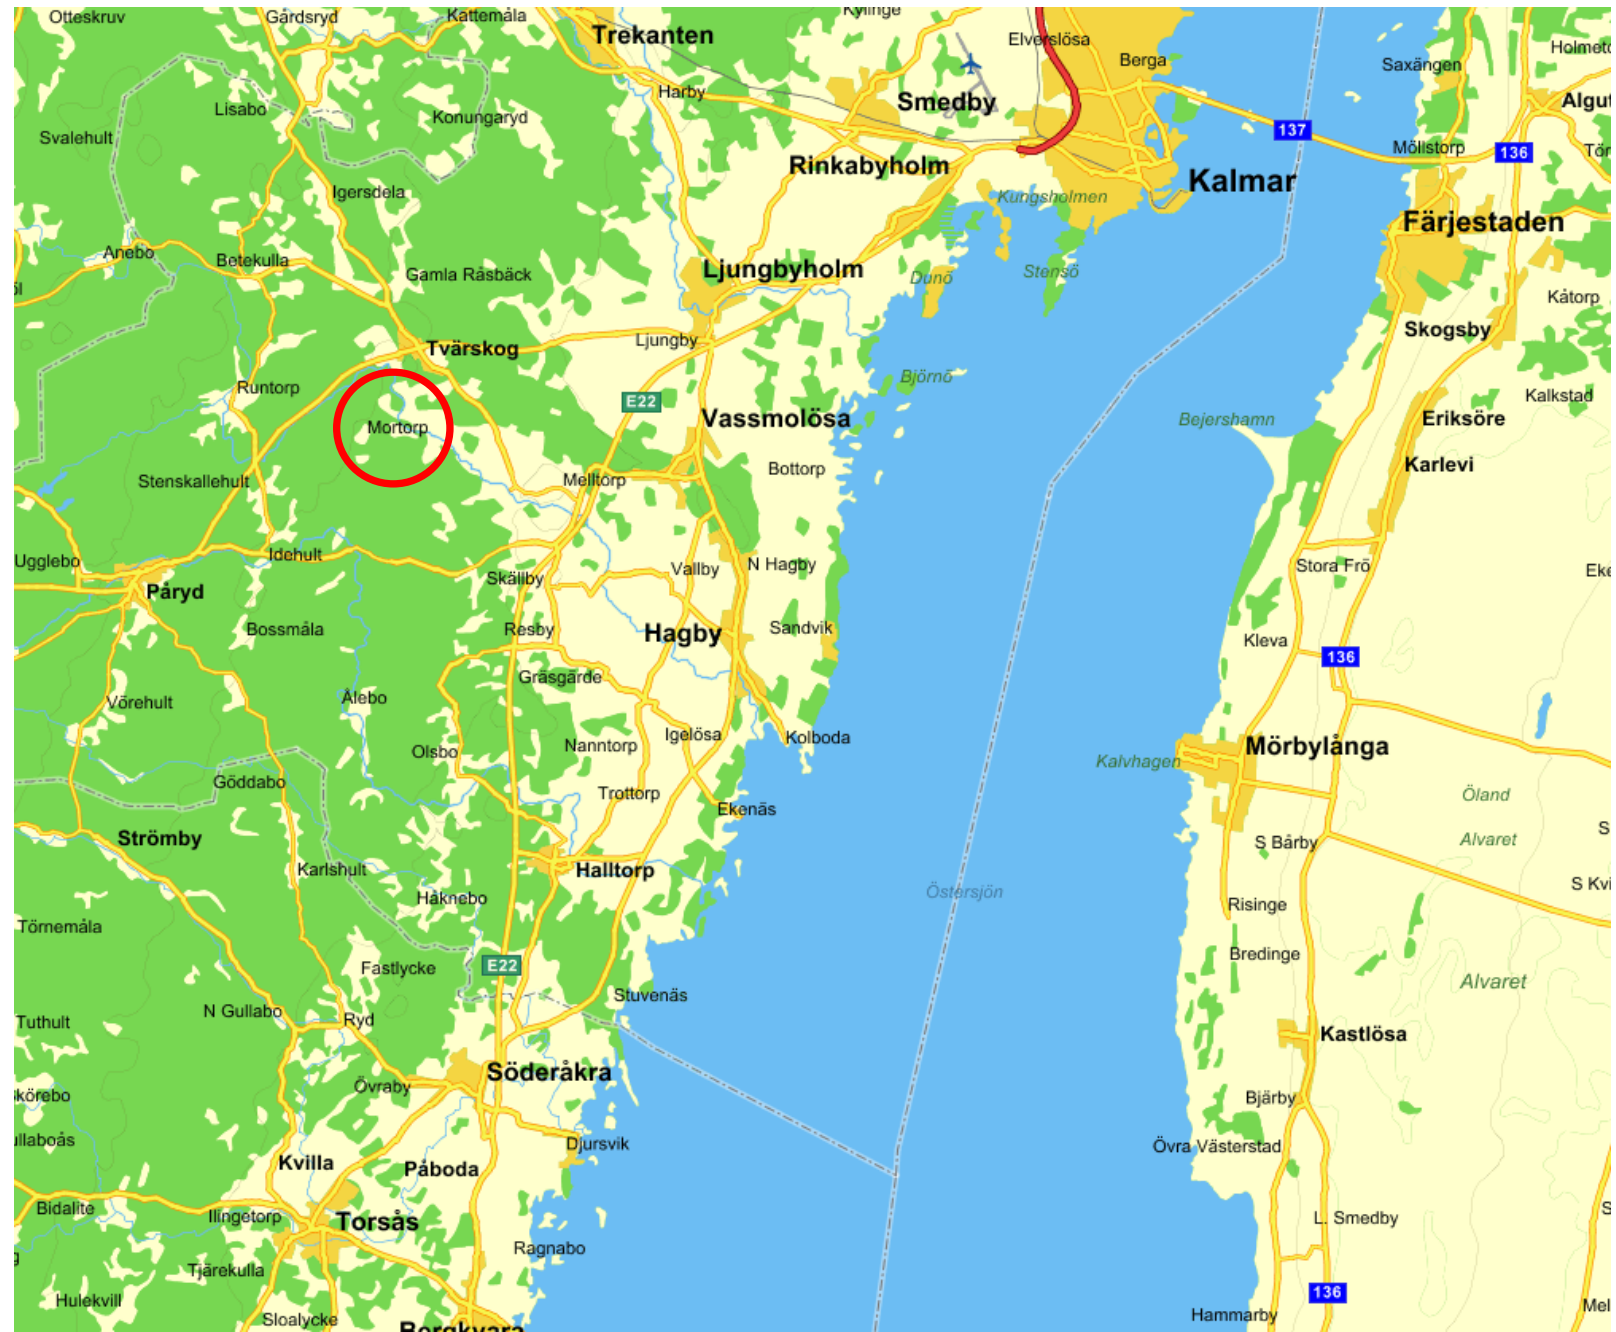 Otteskruv
Gårdsryd
Kattemåla
Trekanten
Elverslösa
Berga
Saxängen
Lisabo
Konungaryd
Harby
Smedby
Svalehult
137
Möllstorp
136
Rinkabyholm
Kalmar
Igersdela
Kungsholmen
Färjestaden
Anebo
Betekulla
Gamla Råsbäck
Ljungbyholm
Dunö
Stensö
Kåtorp
Skogsby
Ljungby
Tvärskog
Runtorp
Björnö
Kalkstad
E22
Vassmolösa
Bejershamn
Eriksöre
Mortorp
Karlevi
Bottorp
Stenskallehult
Melltorp
Ugglebo
Idehult
Vallby
N Hagby
Stora Frö
Skällby
Påryd
Bossmåla
Resby
Hagby
Sandvik
Kleva
136
Gräsgärde
Vörehult
Ålebo
Igelösa
Kolboda
Olsbo
Nanntorp
Mörbylånga
Kalvhagen
Göddabo
Trottorp
Ekenäs
Öland
Strömby
S Bårby
Alvaret
Karlshult
Halltorp
Östersjön
Håknebo
Risinge
Törnemåla
Bredinge
Fastlycke
E22
Alvaret
Stuvenäs
N Gullabo
Ryd
Tuthult
Kastlösa
Söderåkra
Övraby
Bjärby
Djursvik
Övra Västerstad
Kvilla
Påboda
Bidalite
Ilingetorp
Torsås
L. Smedby
Ragnabo
Tjärekulla
136
Hulekvill
Sloalycke
Hammarby